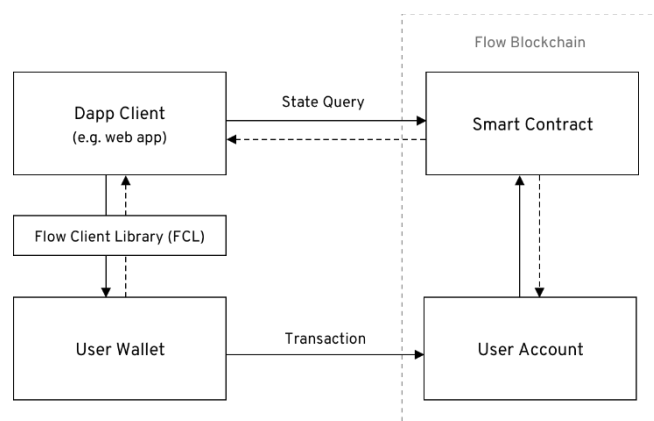 Flow Blockchain
Dapp Client
(e.g. web app)
State Query
Smart Contract
Flow Client Library (FCL)
User Wallet
Transaction
User Account